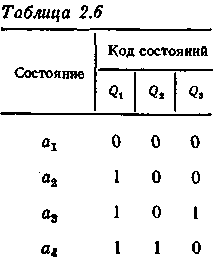 Таблица 2.6
Код состояний
Состояние
Q₁ Q₂ Q₃
a₁ 0 0 0
a₂ 1 0 0
a₃ 1 0 1
a₄ 1 1 0